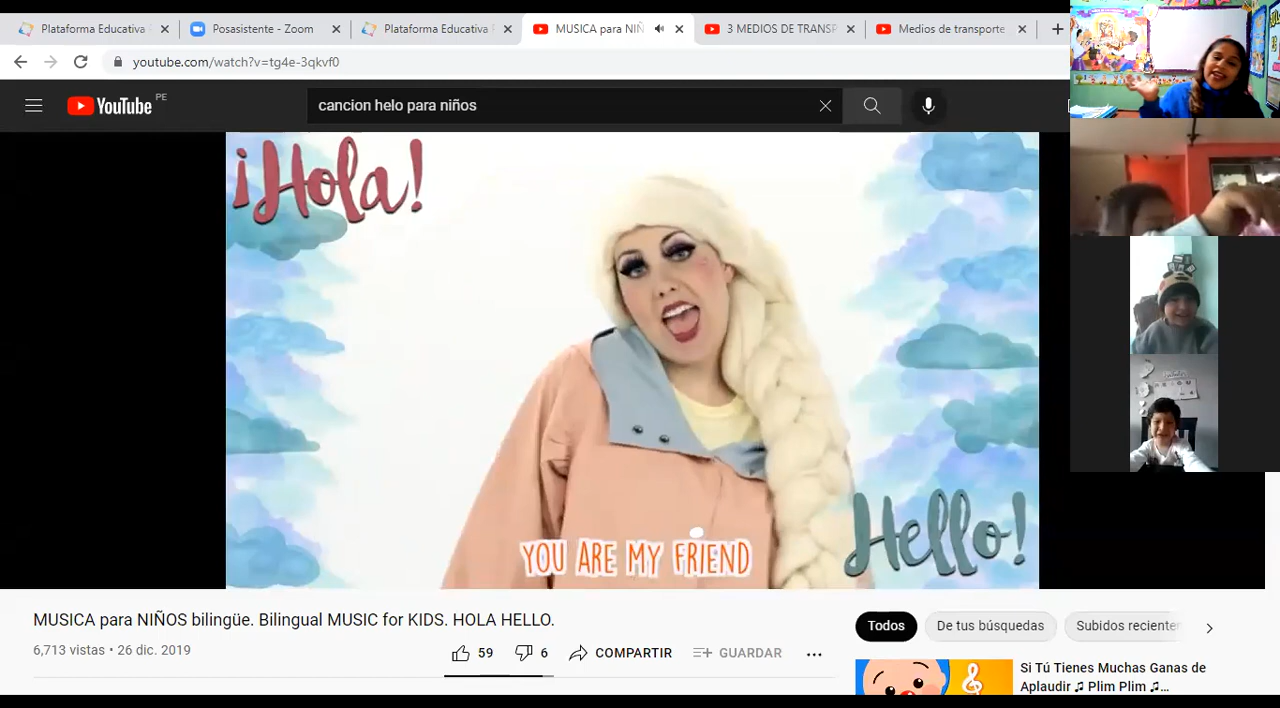 Plataforma Educativa
Posasistente - Zoom
Plataforma Educativa
MUSICA para NIÑ
3 MEDIOS DE TRANSP
Medios de transporte
youtube.com/watch?v=tg4e-3qkvf0
YouTube PE
cancion helo para niños
¡Hola!
Hello!
YOU ARE MY FRIEND
MUSICA para NIÑOS bilingüe. Bilingual MUSIC for KIDS. HOLA HELLO.
6,713 vistas • 26 dic. 2019
59
6
COMPARTIR
GUARDAR
Todos
De tus búsquedas
Subidos reciente
Si Tú Tienes Muchas Ganas de
Aplaudir ♫ Plim Plim ♫...